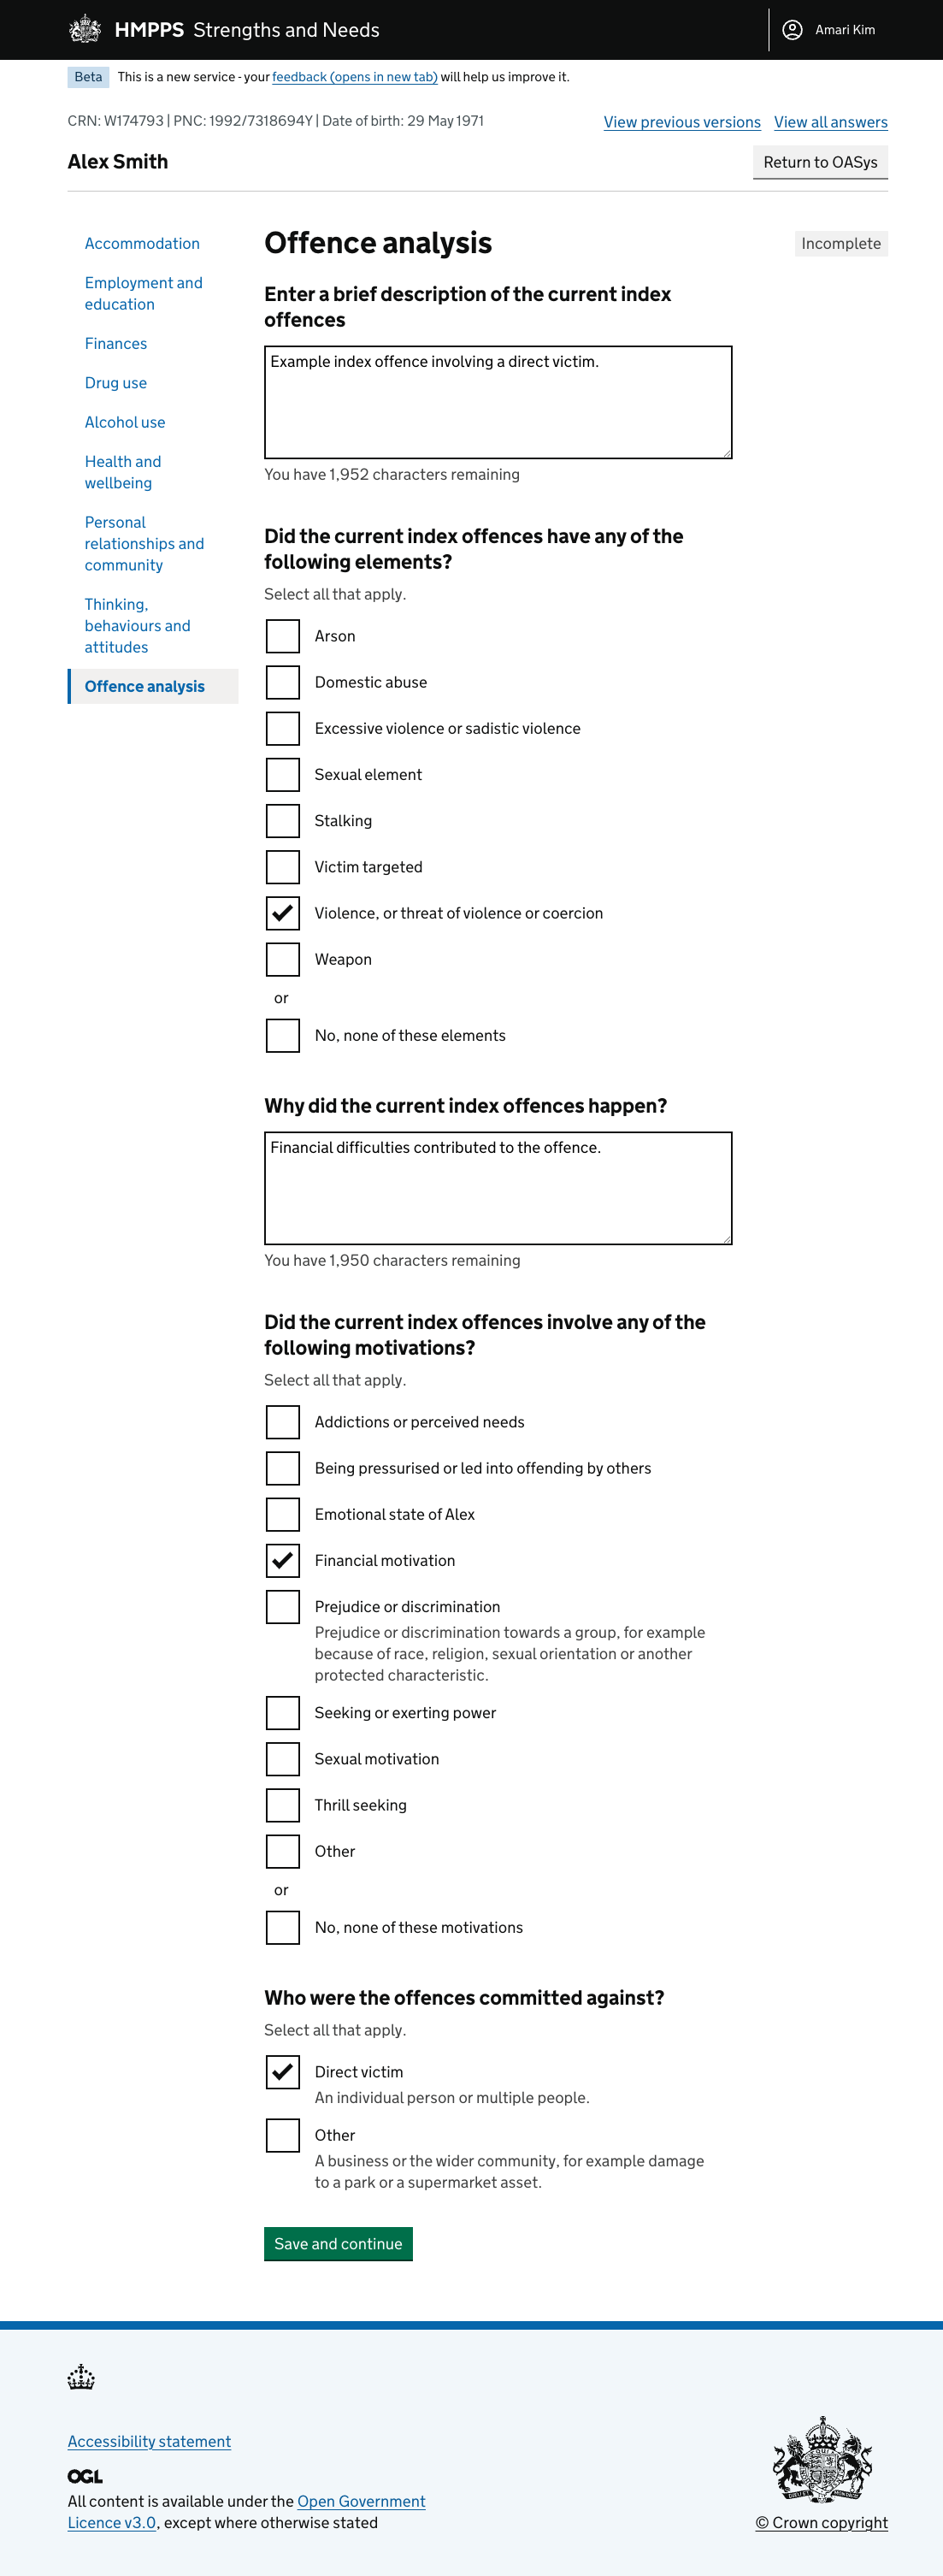 HMPPS Strengths and Needs
Amari Kim
Beta This is a new service - your feedback (opens in new tab) will help us improve it.
CRN: W174793 | PNC: 1992/7318694Y | Date of birth: 29 May 1971
View previous versions View all answers
Alex Smith
Return to OASys
Accommodation
Employment and
education
Finances
Drug use
Alcohol use
Health and
wellbeing
Personal
relationships and
community
Thinking,
behaviours and
attitudes
Offence analysis
Offence analysis
Incomplete
Enter a brief description of the current index
offences
Example index offence involving a direct victim.
You have 1,952 characters remaining
Did the current index offences have any of the
following elements?
Select all that apply.
Arson
Domestic abuse
Excessive violence or sadistic violence
Sexual element
Stalking
Victim targeted
Violence, or threat of violence or coercion
Weapon
or
No, none of these elements
Why did the current index offences happen?
Financial difficulties contributed to the offence.
You have 1,950 characters remaining
Did the current index offences involve any of the
following motivations?
Select all that apply.
Addictions or perceived needs
Being pressurised or led into offending by others
Emotional state of Alex
Financial motivation
Prejudice or discrimination
Prejudice or discrimination towards a group, for example
because of race, religion, sexual orientation or another
protected characteristic.
Seeking or exerting power
Sexual motivation
Thrill seeking
Other
or
No, none of these motivations
Who were the offences committed against?
Select all that apply.
Direct victim
An individual person or multiple people.
Other
A business or the wider community, for example damage
to a park or a supermarket asset.
Save and continue
Accessibility statement
OGL
All content is available under the Open Government
Licence v3.0, except where otherwise stated
© Crown copyright